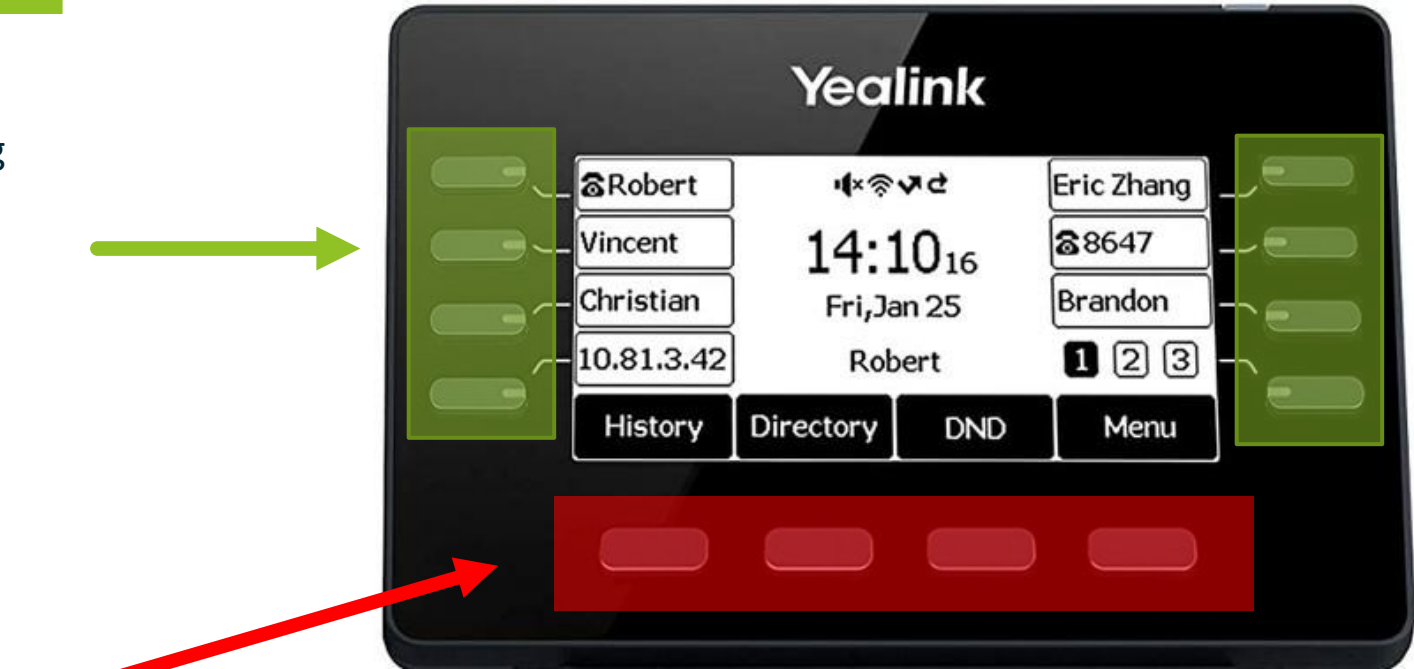 Yealink
g
Robert
Vincent
Christian
10.81.3.42
14:10 16
Fri,Jan 25
Robert
Eric Zhang
8647
Brandon
1 2 3
History Directory DND Menu